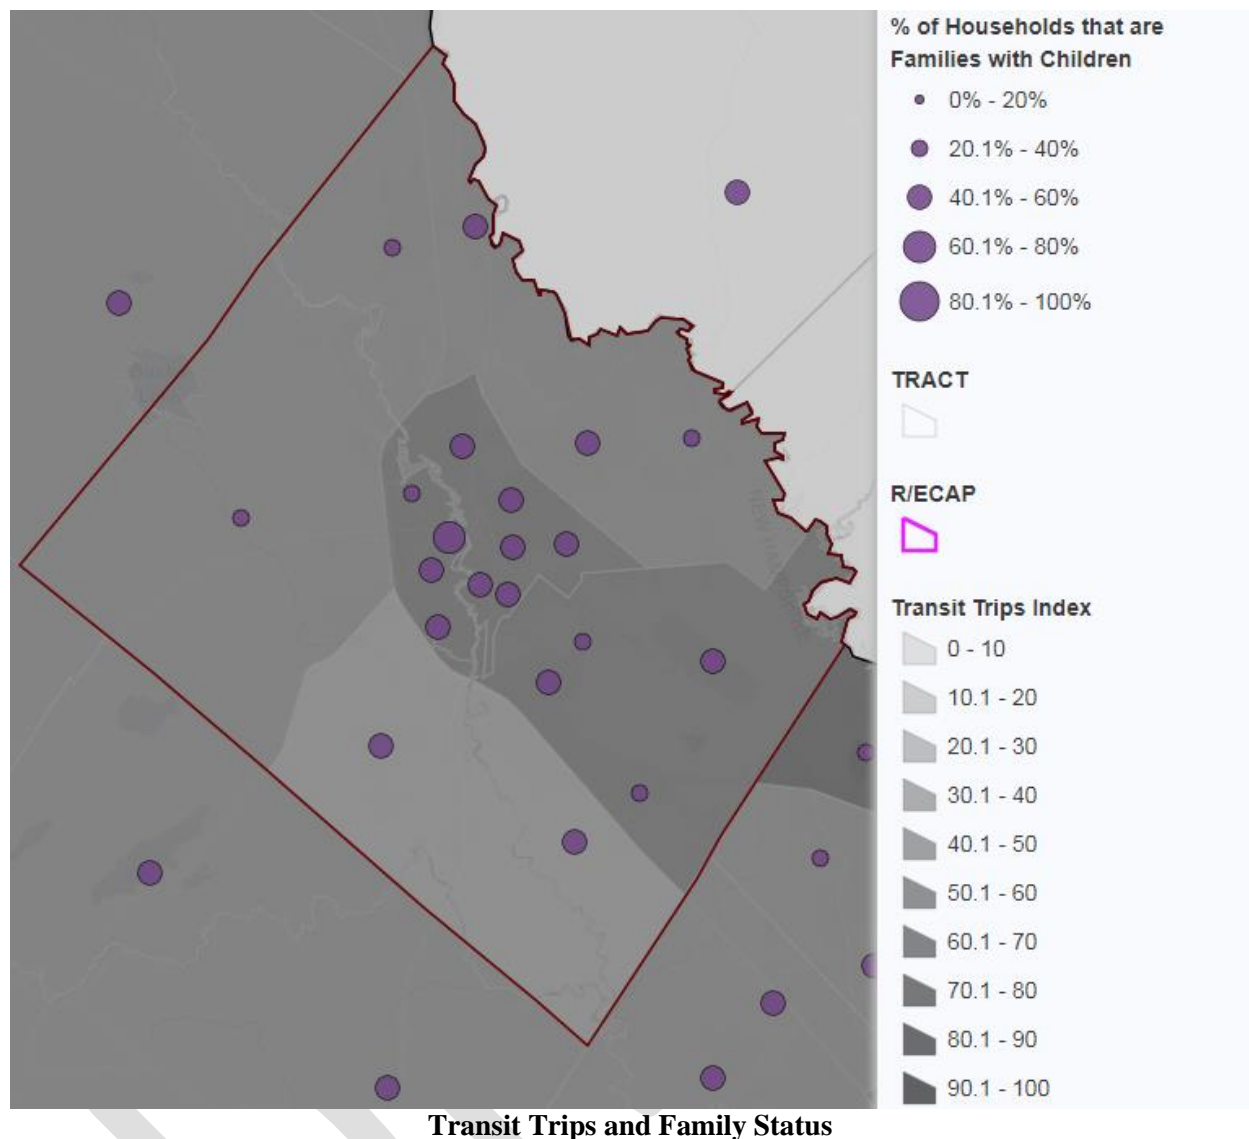 % of Households that are
Families with Children
0% - 20%
20.1% - 40%
40.1% - 60%
60.1% - 80%
80.1% - 100%
TRACT
R/ECAP
Transit Trips Index
0 - 10
10.1 - 20
20.1 - 30
30.1 - 40
40.1 - 50
50.1 - 60
60.1 - 70
70.1 - 80
80.1 - 90
90.1 - 100
Transit Trips and Family Status